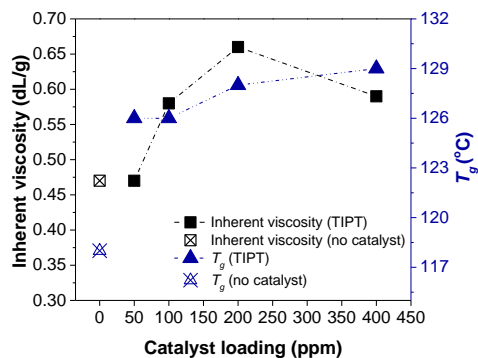 0.70
0.65
0.60
0.55
0.50
0.45
0.40
0.35
0.30
Inherent viscosity (dL/g)
132
129
126
123
120
117
Tg (°C)
Inherent viscosity (TIPT)
Inherent viscosity (no catalyst)
Tg (TIPT)
Tg (no catalyst)
0 50 100 150 200 250 300 350 400 450
Catalyst loading (ppm)